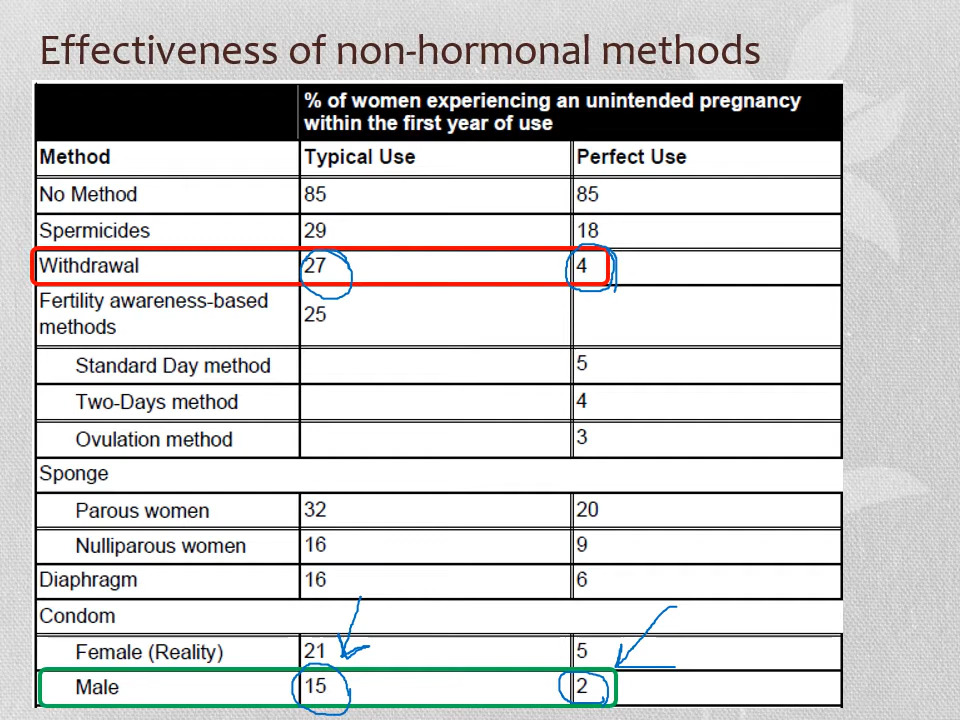 Effectiveness of non-hormonal methods
% of women experiencing an unintended pregnancy
within the first year of use
Method Typical Use Perfect Use
No Method 85 85
Spermicides 29 18
Withdrawal 27 4
Fertility awareness-based
methods 25
Standard Day method 5
Two-Days method 4
Ovulation method 3
Sponge
Parous women 32 20
Nulliparous women 16 9
Diaphragm 16 6
Condom
Female (Reality) 21 5
Male 15 2